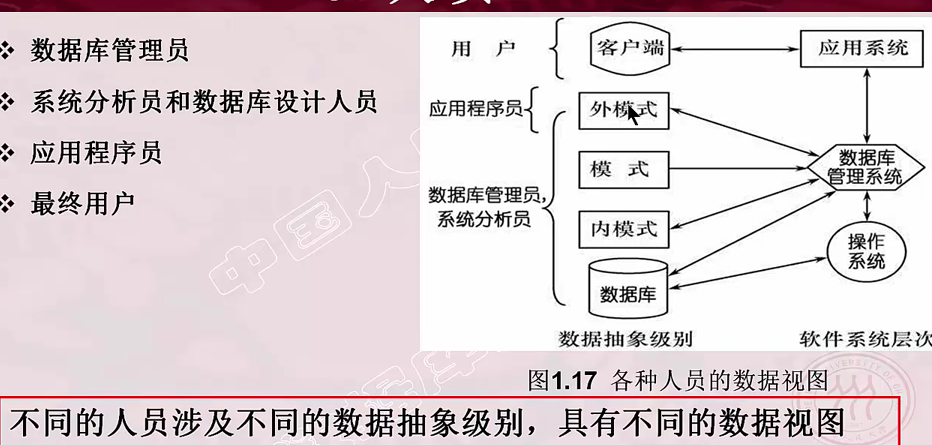 ❖ 数据库管理员
❖ 系统分析员和数据库设计人员
❖ 应用程序员
❖ 最终用户
用 户
客户端
应用系统
应用程序员
外模式
模 式
数据库管理系统
数据库管理员,
系统分析员
内模式
操作系统
数据库
数据抽象级别
软件系统层次
图1.17 各种人员的数据视图
不同的人员涉及不同的数据抽象级别，具有不同的数据视图